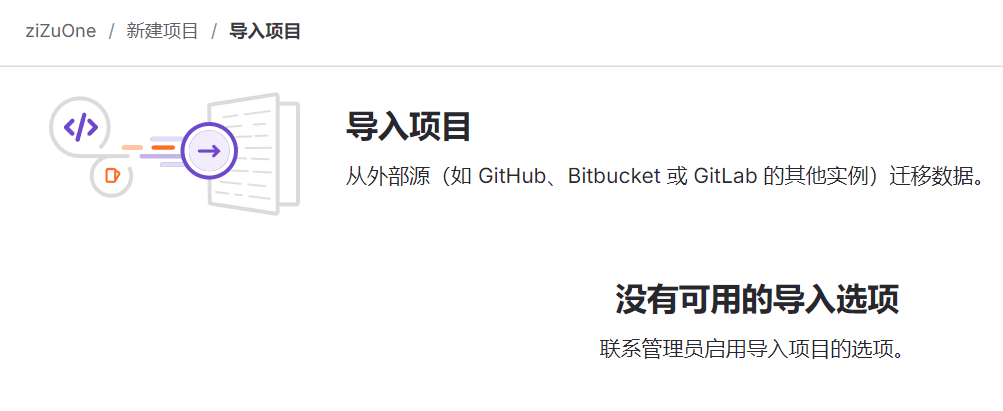 ziZuOne / 新建项目 / 导入项目
导入项目
从外部源（如 GitHub、Bitbucket 或 GitLab 的其他实例）迁移数据。
没有可用的导入选项
联系管理员启用导入项目的选项。